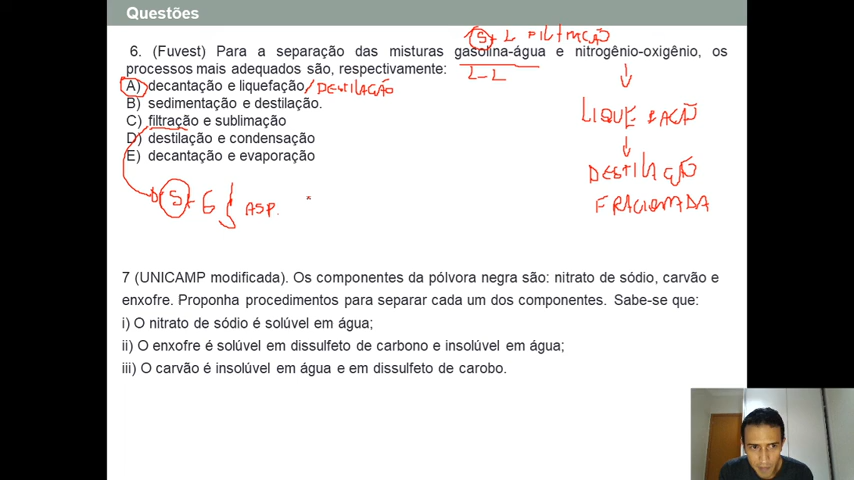 Questões
S + L FILTRAÇÃO
6. (Fuvest) Para a separação das misturas gasolina-água e nitrogênio-oxigênio, os
processos mais adequados são, respectivamente:
L-L
A) decantação e liquefação/DESTILAÇÃO
B) sedimentação e destilação.
C) filtração e sublimação
D) destilação e condensação
E) decantação e evaporação
LIQUEFAÇÃO
DESTILAÇÃO
FRACIONADA
S + G { ASP.
7 (UNICAMP modificada). Os componentes da pólvora negra são: nitrato de sódio, carvão e
enxofre. Proponha procedimentos para separar cada um dos componentes. Sabe-se que:
i) O nitrato de sódio é solúvel em água;
ii) O enxofre é solúvel em dissulfeto de carbono e insolúvel em água;
iii) O carvão é insolúvel em água e em dissulfeto de carobo.